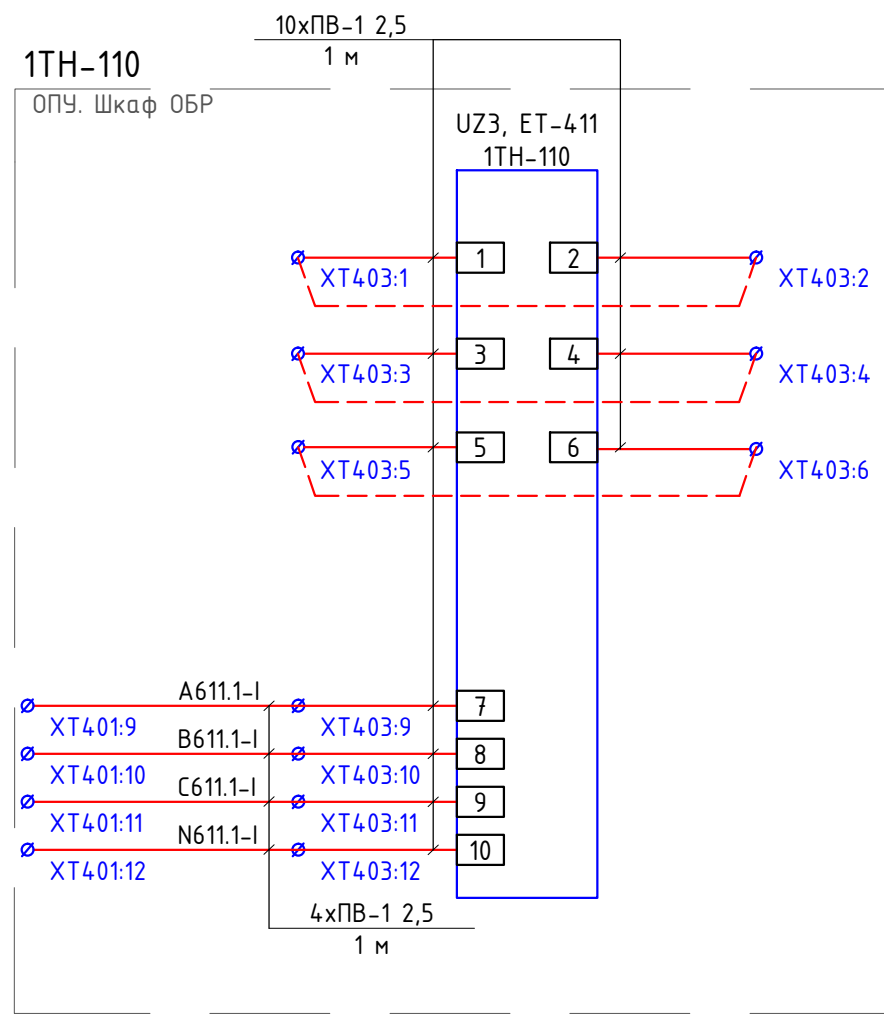 10хПВ-1 2,5
1 м
1ТН-110
ОПУ. Шкаф ОБР
UZ3, ET-411
1ТН-110
1
2
XT403:1
XT403:2
3
4
XT403:3
XT403:4
5
6
XT403:5
XT403:6
A611.1-I
7
XT401:9
XT403:9
B611.1-I
8
XT401:10
XT403:10
C611.1-I
9
XT401:11
XT403:11
N611.1-I
10
XT401:12
XT403:12
4хПВ-1 2,5
1 м